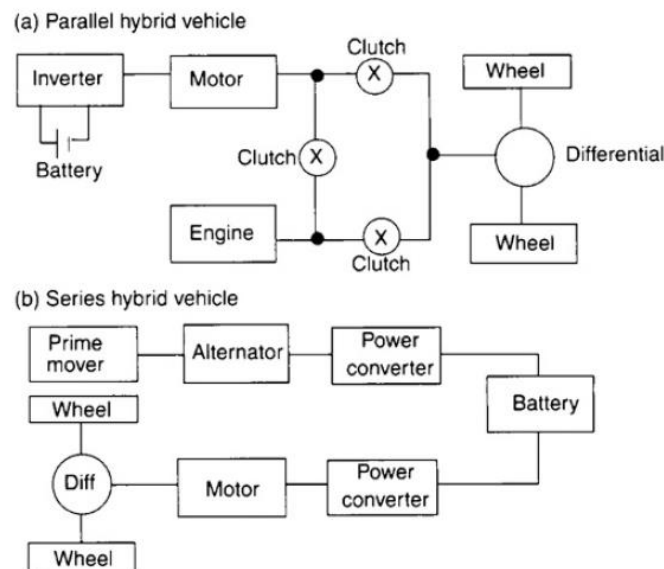 (a) Parallel hybrid vehicle
Clutch
Inverter
Motor
X
Wheel
Battery
Clutch
X
Differential
Engine
X
Clutch
Wheel
(b) Series hybrid vehicle
Prime
mover
Alternator
Power
converter
Wheel
Battery
Diff
Motor
Power
converter
Wheel